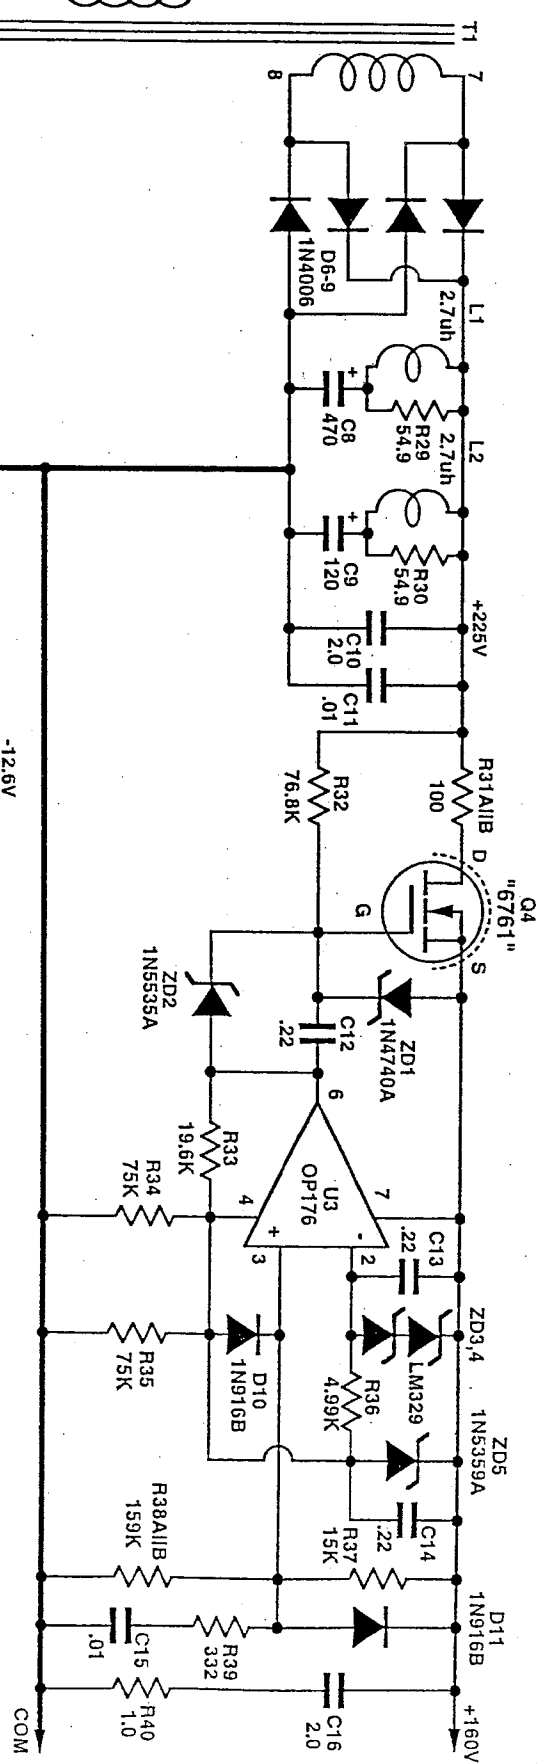 T1
7
8
D6-9
1N4006
L1
2.7uh
C8
470
R29
54.9
L2
2.7uh
C9
120
R30
54.9
+225V
C10
2.0
C11
.01
-12.6V
R31A||B
100
R32
76.8K
D
Q4
"6761"
S
G
ZD2
1N5535A
ZD1
1N4740A
C12
.22
6
R33
19.6K
R34
75K
U3
OP176
7
4
-
+
2
3
C13
.22
ZD3,4
LM329
R35
75K
D10
1N916B
R36
4.99K
ZD5
1N5359A
C14
.22
R37
15K
R38A||B
159K
D11
1N916B
R39
332
C15
.01
R40
1.0
C16
2.0
+160V
COM
+
+